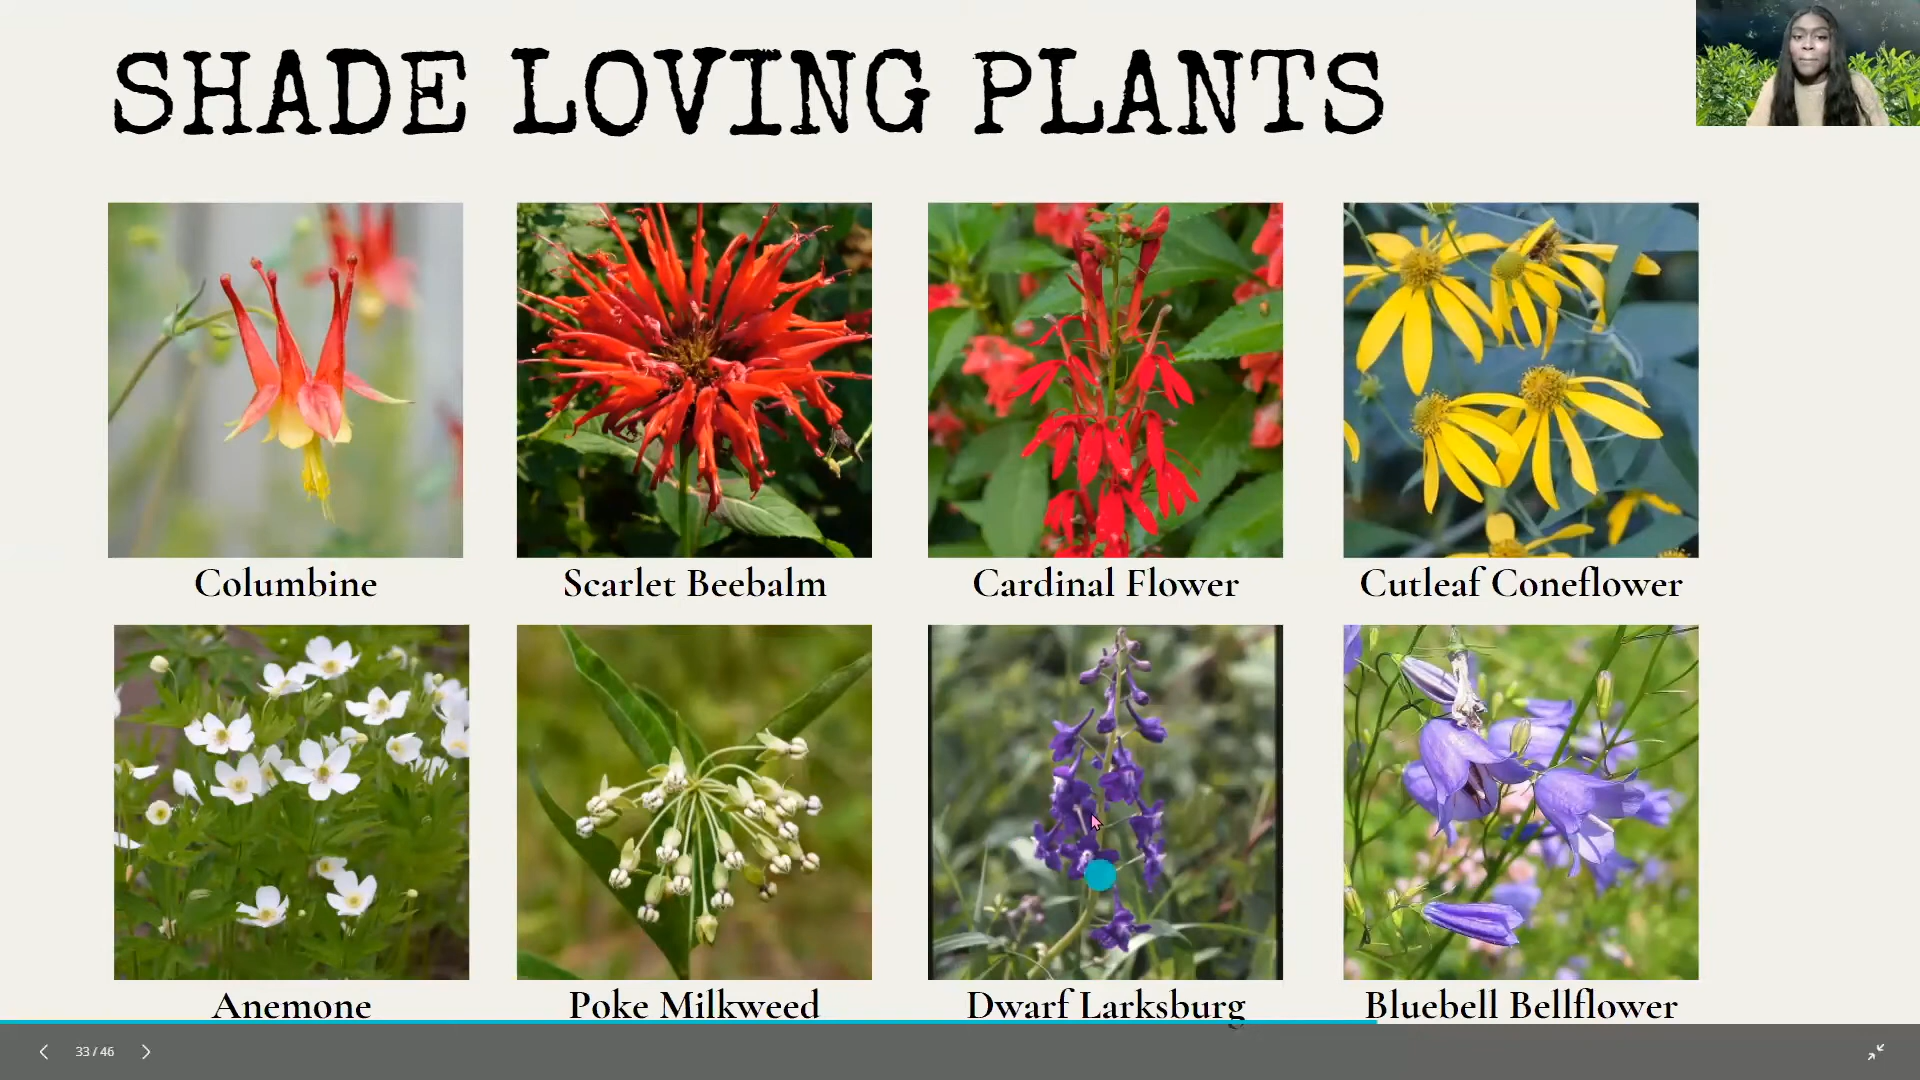 SHADE LOVING PLANTS
Columbine
Scarlet Beebalm
Cardinal Flower
Cutleaf Coneflower
Anemone
Poke Milkweed
Dwarf Larksburg
Bluebell Bellflower
33 / 46